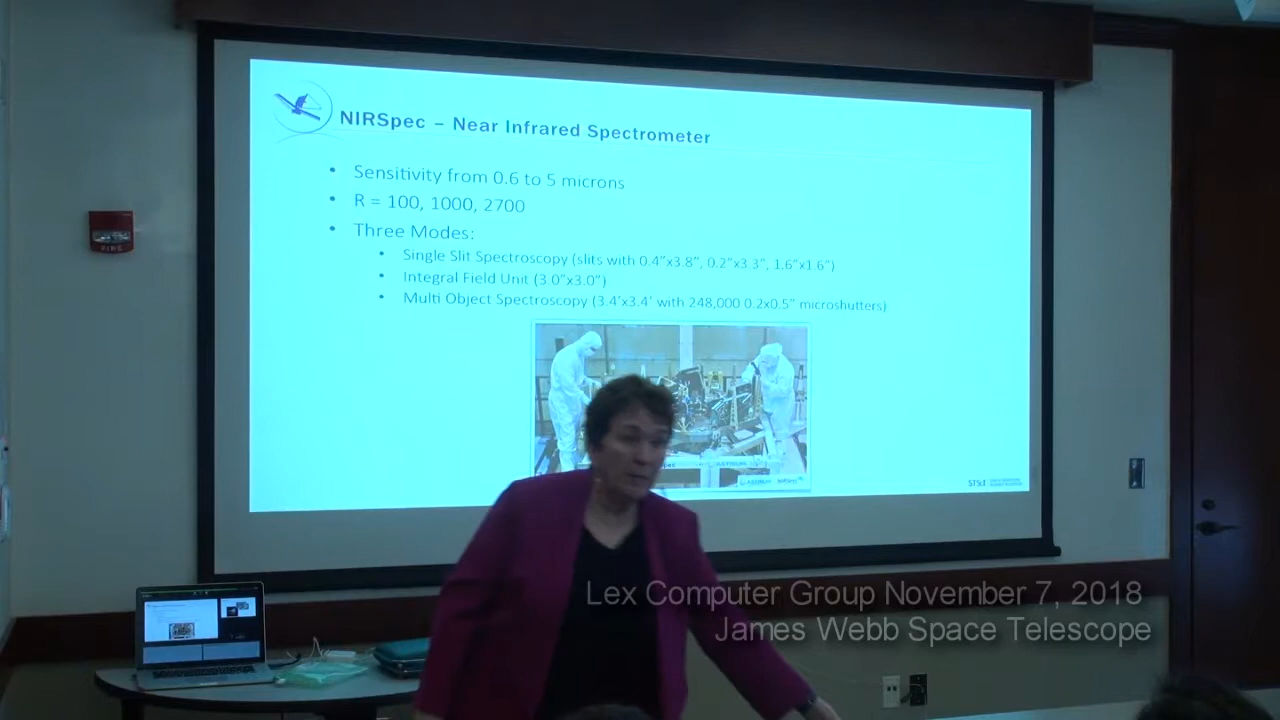 NIRSpec – Near Infrared Spectrometer
• Sensitivity from 0.6 to 5 microns
• R = 100, 1000, 2700
• Three Modes:
• Single Slit Spectroscopy (slits with 0.4"x3.8", 0.2"x3.3", 1.6"x1.6")
• Integral Field Unit (3.0"x3.0")
• Multi Object Spectroscopy (3.4'x3.4' with 248,000 0.2x0.5" microshutters)
STScI
FIRE
Lex Computer Group November 7, 2018
James Webb Space Telescope